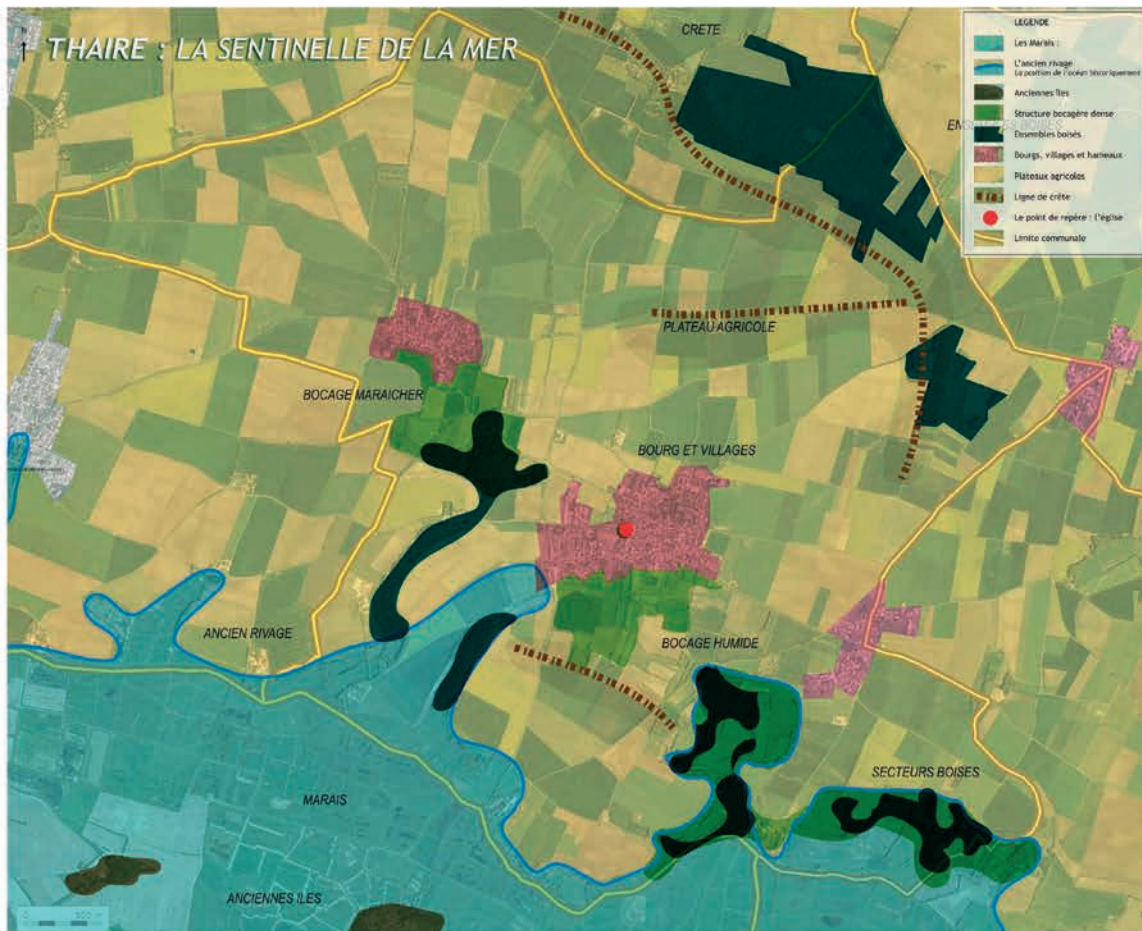 THAIRE : LA SENTINELLE DE LA MER
CRETE
LEGENDE
Les Marais :
L'ancien rivage
La position de l'océan historiquement
Anciennes îles
Structure bocagère dense
Ensembles boisés
Bourgs, villages et hameaux
Plateaux agricoles
Ligne de crête
Le point de repère : l'église
Limite communale
PLATEAU AGRICOLE
BOCAGE MARAICHER
BOURG ET VILLAGES
ANCIEN RIVAGE
BOCAGE HUMIDE
SECTEURS BOISES
MARAIS
ANCIENNES ILES